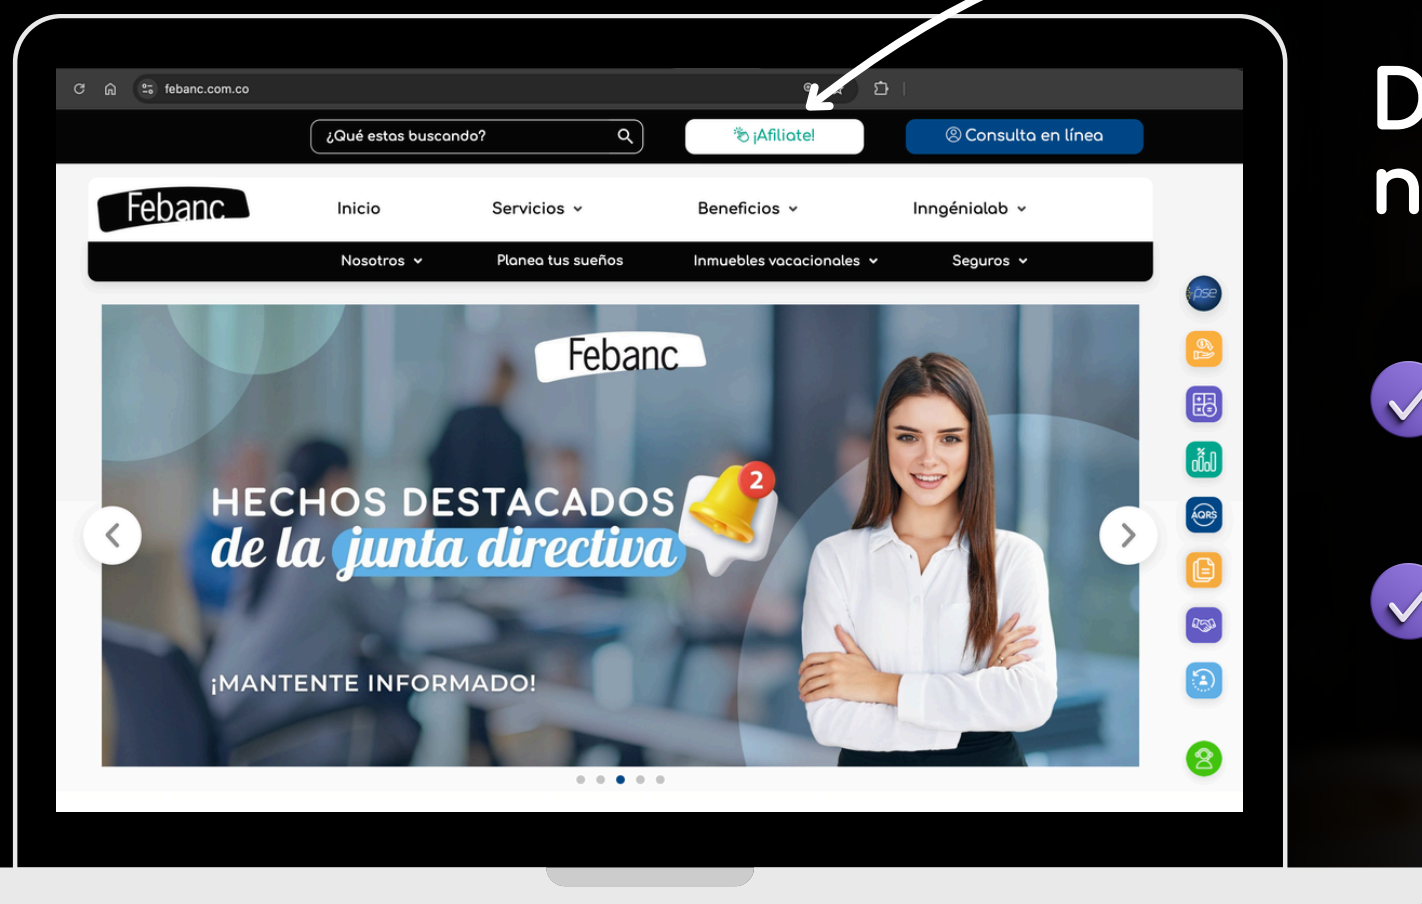 febanc.com.co
¿Qué estas buscando?
¡Afiliate!
Consulta en línea
Febanc
Inicio
Servicios
Beneficios
Inngénialab
Nosotros
Planea tus sueños
Inmuebles vacacionales
Seguros
pse
Febanc
HECHOS DESTACADOS
2
de la junta directiva
AQRS
¡MANTENTE INFORMADO!
D
n